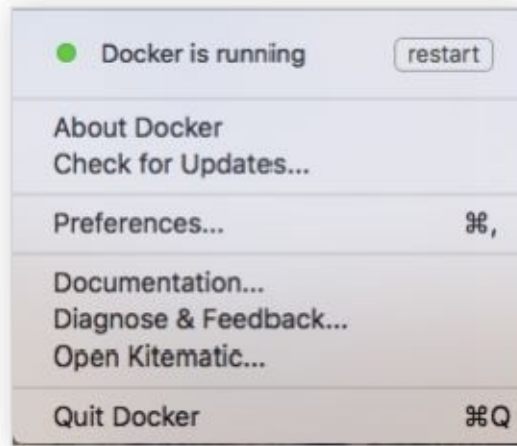 Docker is running restart
About Docker
Check for Updates...
Preferences... ⌘,
Documentation...
Diagnose & Feedback...
Open Kitematic...
Quit Docker ⌘Q